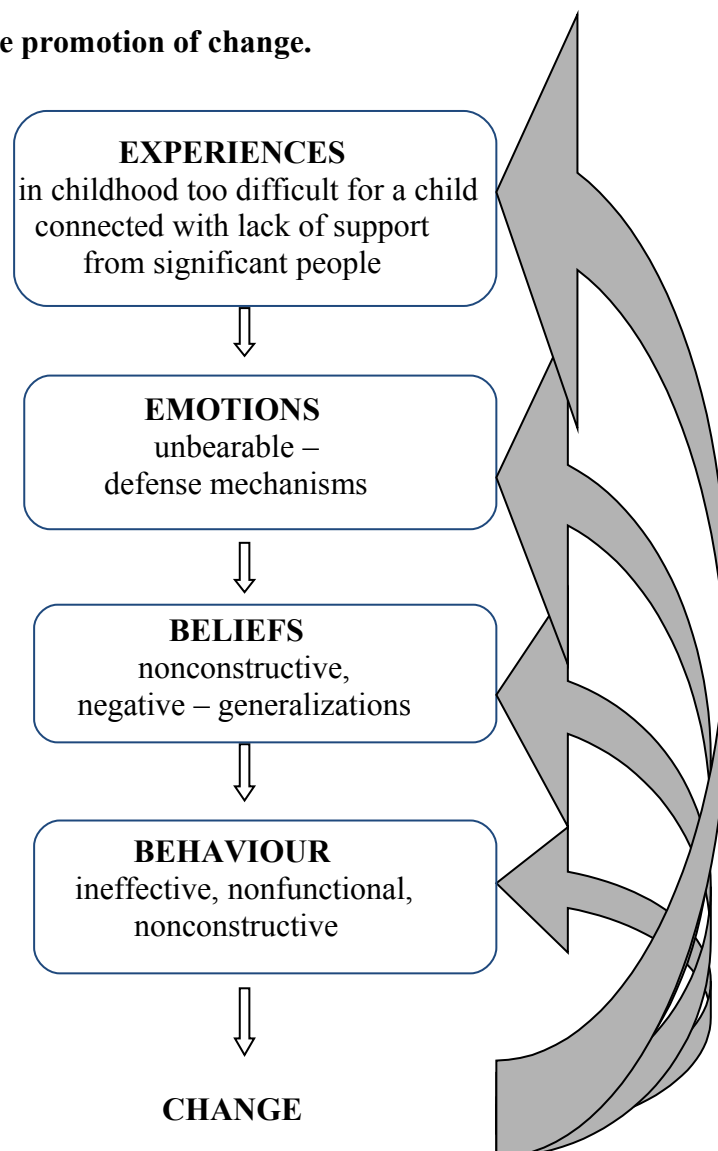 e promotion of change.
EXPERIENCES
in childhood too difficult for a child
connected with lack of support
from significant people
EMOTIONS
unbearable –
defense mechanisms
BELIEFS
nonconstructive,
negative – generalizations
BEHAVIOUR
ineffective, nonfunctional,
nonconstructive
CHANGE